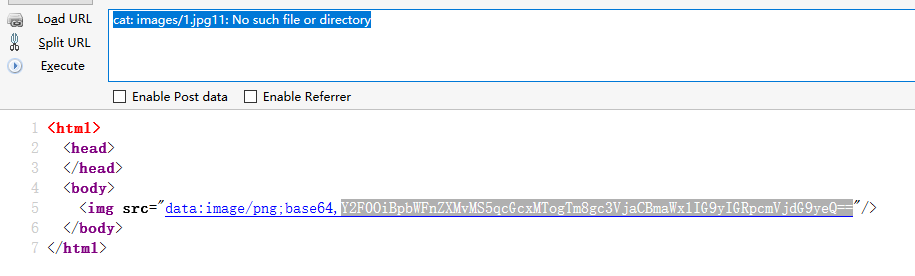 Load URL
Split URL
Execute
cat: images/1.jpg11: No such file or directory
Enable Post data Enable Referrer
1 <html>
2 <head>
3 </head>
4 <body>
5 <img src="data:image/png;base64,Y2F0OiBpbWFnZXMvMS5qcGcxMTogTm8gc3VjaCBmaWxlIG9yIGRpcmVjdG9yeQ=="/>
6 </body>
7 </html>